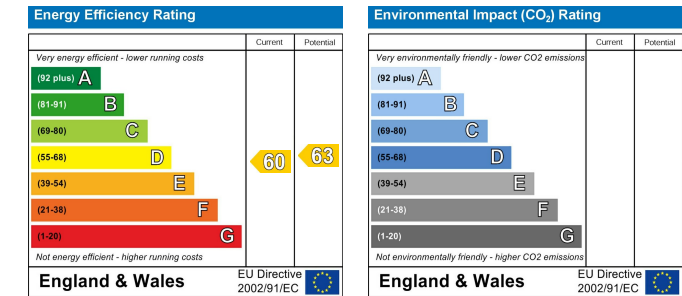 Energy Efficiency Rating
Current Potential
Very energy efficient - lower running costs
(92 plus) A
(81-91) B
(69-80) C
(55-68) D
(39-54) E
(21-38) F
(1-20) G
60
63
Not energy efficient - higher running costs
England & Wales
EU Directive
2002/91/EC
Environmental Impact (CO₂) Rating
Current Potential
Very environmentally friendly - lower CO2 emissions
(92 plus) A
(81-91) B
(69-80) C
(55-68) D
(39-54) E
(21-38) F
(1-20) G
Not environmentally friendly - higher CO2 emissions
England & Wales
EU Directive
2002/91/EC